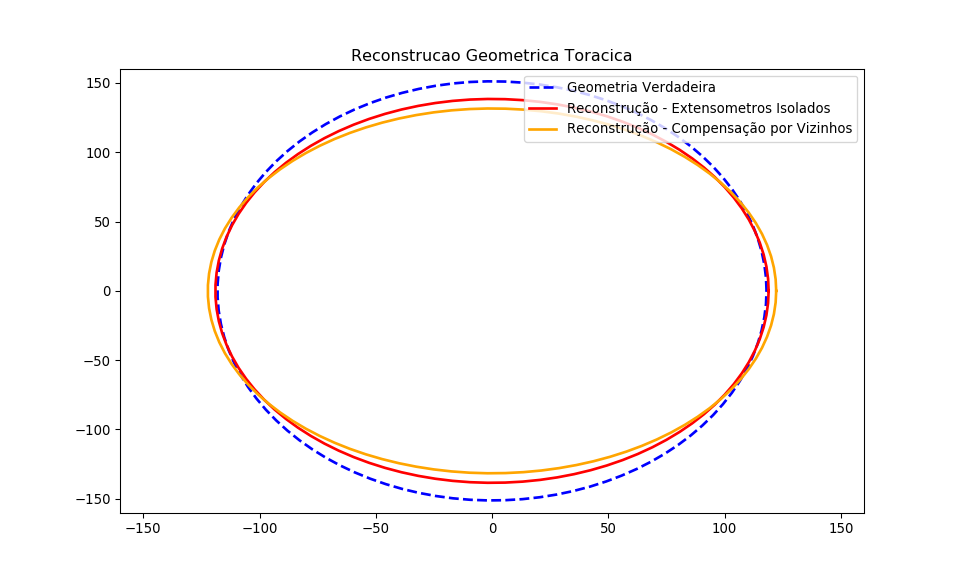 Reconstrucao Geometrica Toracica
Geometria Verdadeira
Reconstrução - Extensometros Isolados
Reconstrução - Compensação por Vizinhos
150
100
50
0
−50
−100
−150
−150 −100 −50 0 50 100 150